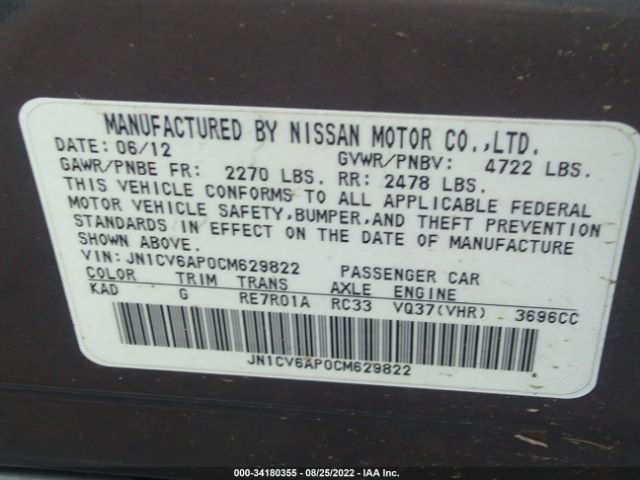 MANUFACTURED BY NISSAN MOTOR CO.,LTD.
DATE: 06/12 GVWR/PNBV: 4722 LBS.
GAWR/PNBE FR: 2270 LBS. RR: 2478 LBS.
THIS VEHICLE CONFORMS TO ALL APPLICABLE FEDERAL
MOTOR VEHICLE SAFETY,BUMPER,AND THEFT PREVENTION
STANDARDS IN EFFECT ON THE DATE OF MANUFACTURE
SHOWN ABOVE.
VIN: JN1CV6AP0CM629822 PASSENGER CAR
COLOR TRIM TRANS AXLE ENGINE
KAD G RE7R01A RC33 VQ37(VHR) 3696CC
JN1CV6AP0CM629822
000-34180355 - 08/25/2022 - IAA Inc.